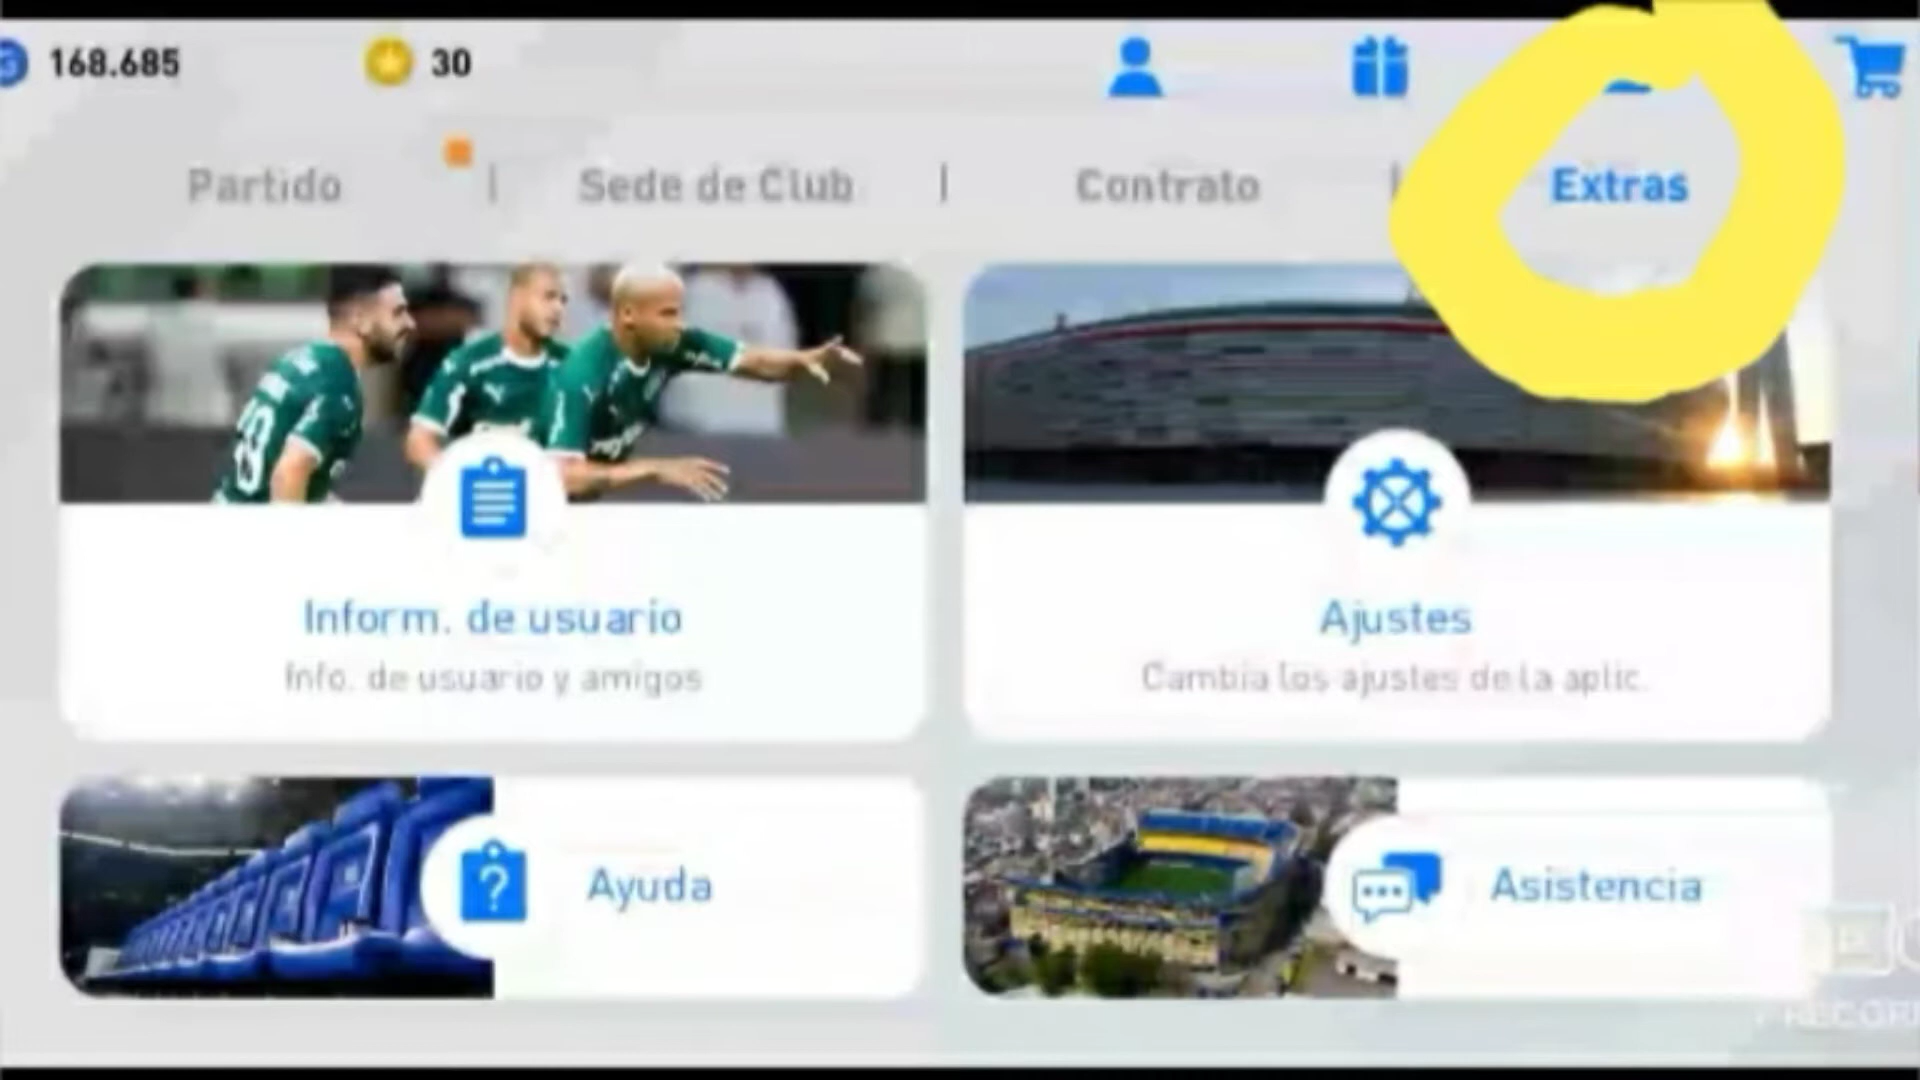 168.685
30
Partido | Sede de Club | Contrato | Extras
Inform. de usuario
Info. de usuario y amigos
Ajustes
Cambia los ajustes de la aplic.
Ayuda
Asistencia